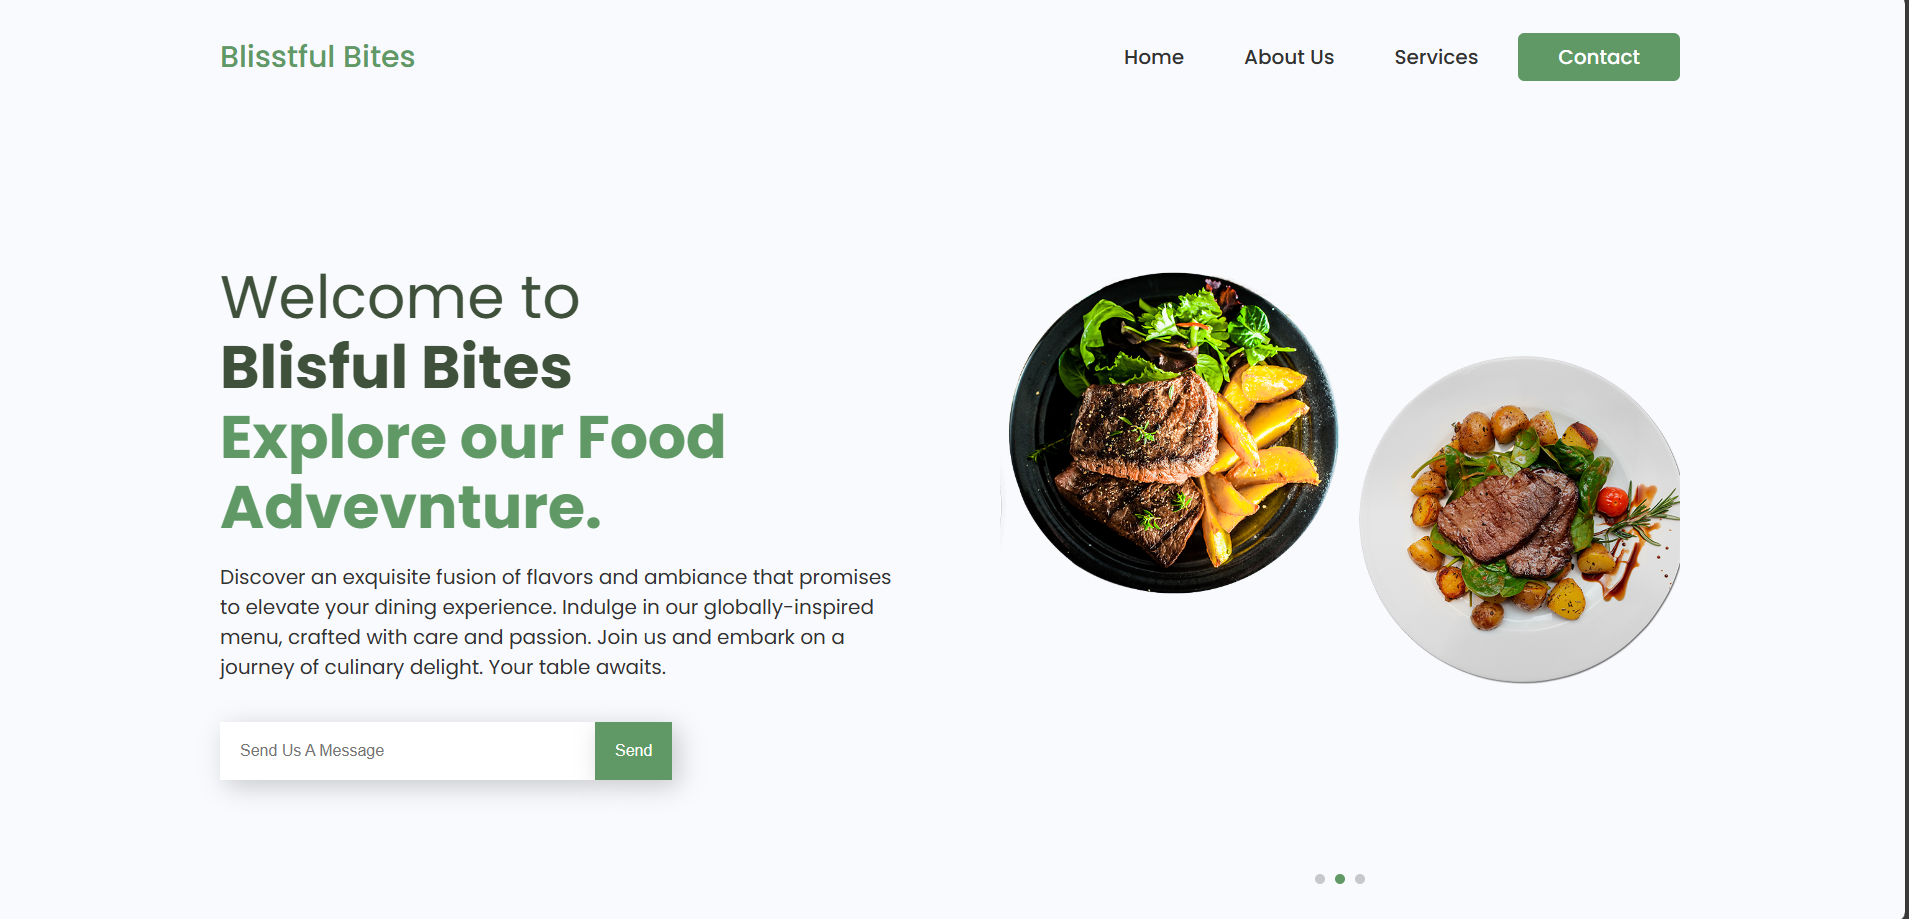 Blisstful Bites
Home About Us Services Contact
Welcome to
Blisful Bites
Explore our Food
Advevnture.
Discover an exquisite fusion of flavors and ambiance that promises
to elevate your dining experience. Indulge in our globally-inspired
menu, crafted with care and passion. Join us and embark on a
journey of culinary delight. Your table awaits.
Send Us A Message Send